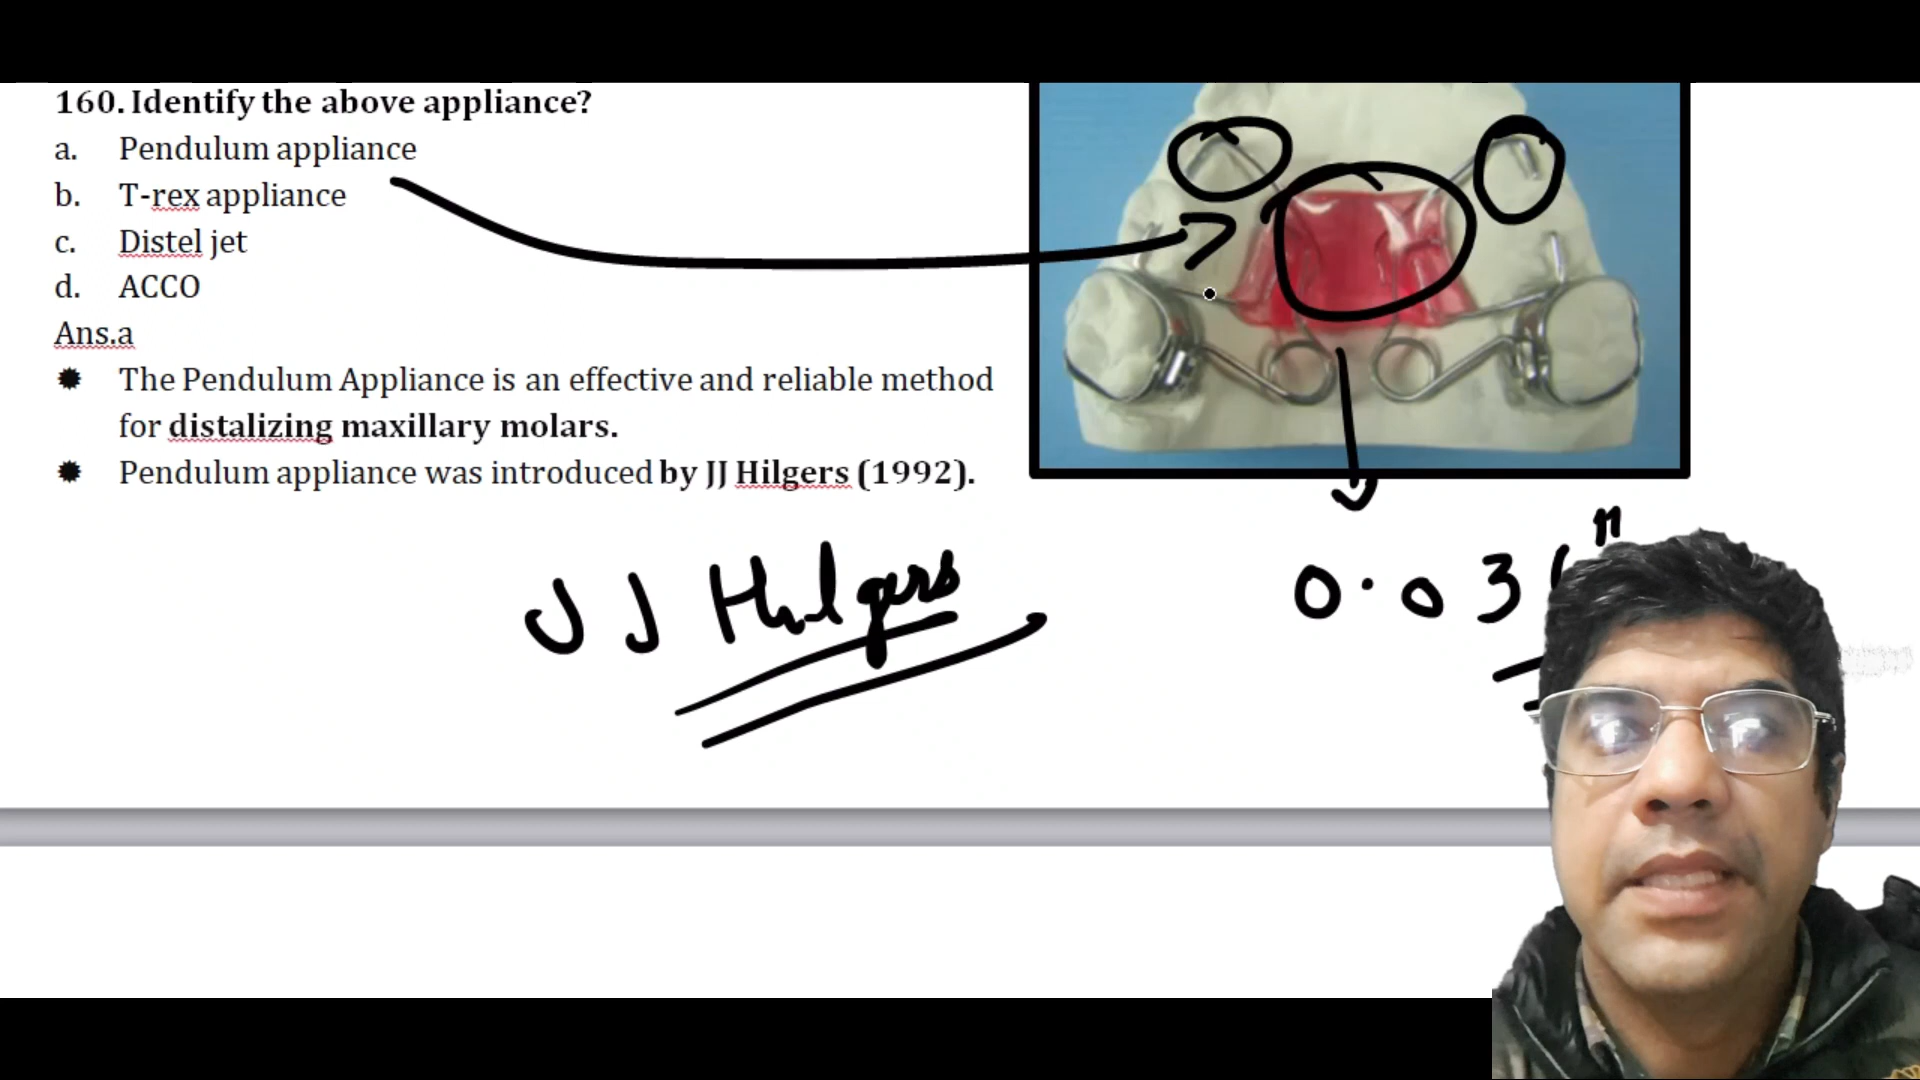 160. Identify the above appliance?
a. Pendulum appliance
b. T-rex appliance
c. Distel jet
d. ACCO
Ans.a
The Pendulum Appliance is an effective and reliable method
for distalizing maxillary molars.
Pendulum appliance was introduced by JJ Hilgers (1992).
JJ Hilgers
0.03